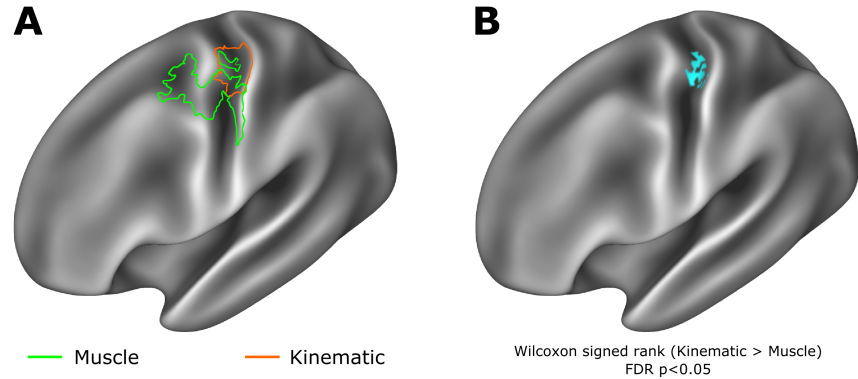 A
B
Muscle
Kinematic
Wilcoxon signed rank (Kinematic > Muscle)
FDR p<0.05